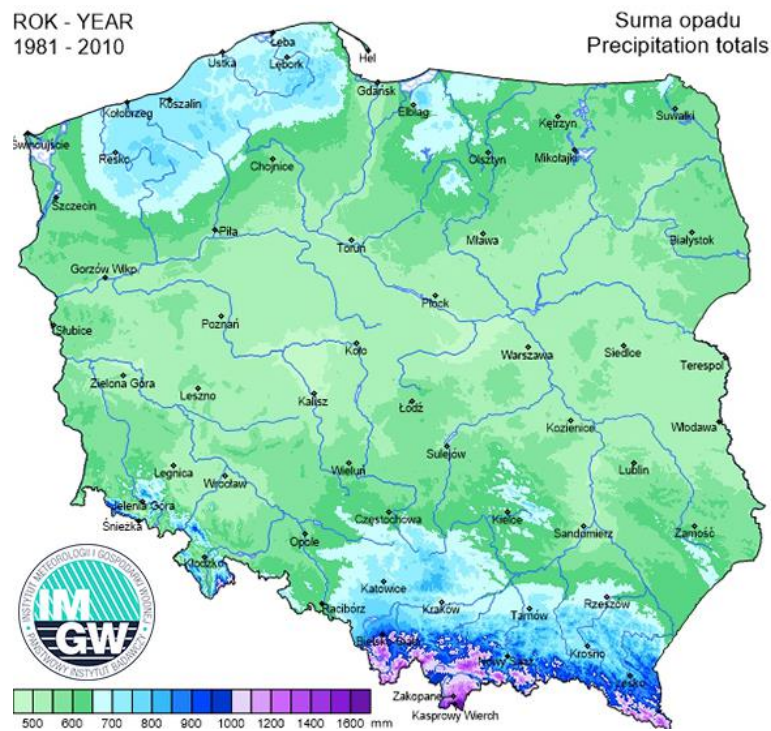 ROK - YEAR
1981 - 2010
Suma opadu
Precipitation totals
Łeba
Ustka
Lębork
Hel
Gdańsk
Koszalin
Kołobrzeg
Elbląg
Kętrzyn
Suwałki
Świnoujście
Resko
Chojnice
Olsztyn
Mikołajki
Szczecin
Piła
Toruń
Mława
Białystok
Gorzów Wlkp
Płock
Poznań
Słubice
Koło
Warszawa
Siedlce
Terespol
Zielona Góra
Leszno
Kalisz
Łódź
Kozienice
Włodawa
Sulejów
Legnica
Wrocław
Wieluń
Lublin
Jelenia Góra
Śnieżka
Częstochowa
Kielce
Sandomierz
Zamość
Opole
Kłodzko
Katowice
Racibórz
Kraków
Tarnów
Rzeszów
Bielsko Biała
Nowy Sącz
Krosno
Lesko
Zakopane
Kasprowy Wierch
INSTYTUT METEOROLOGII I GOSPODARKI WODNEJ
IM
GW
PAŃSTWOWY INSTYTUT BADAWCZY
500 600 700 800 900 1000 1200 1400 1600 mm